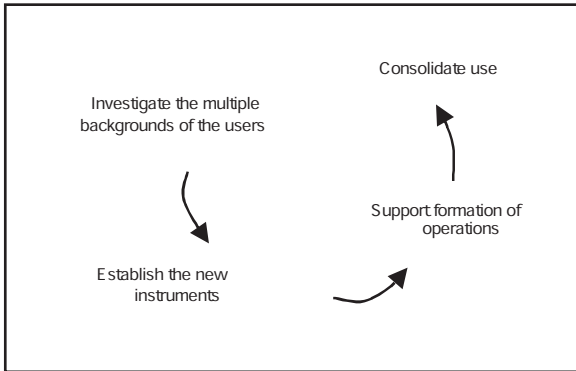 Investigate the multiple
backgrounds of the users
Establish the new
instruments
Support formation of
operations
Consolidate use